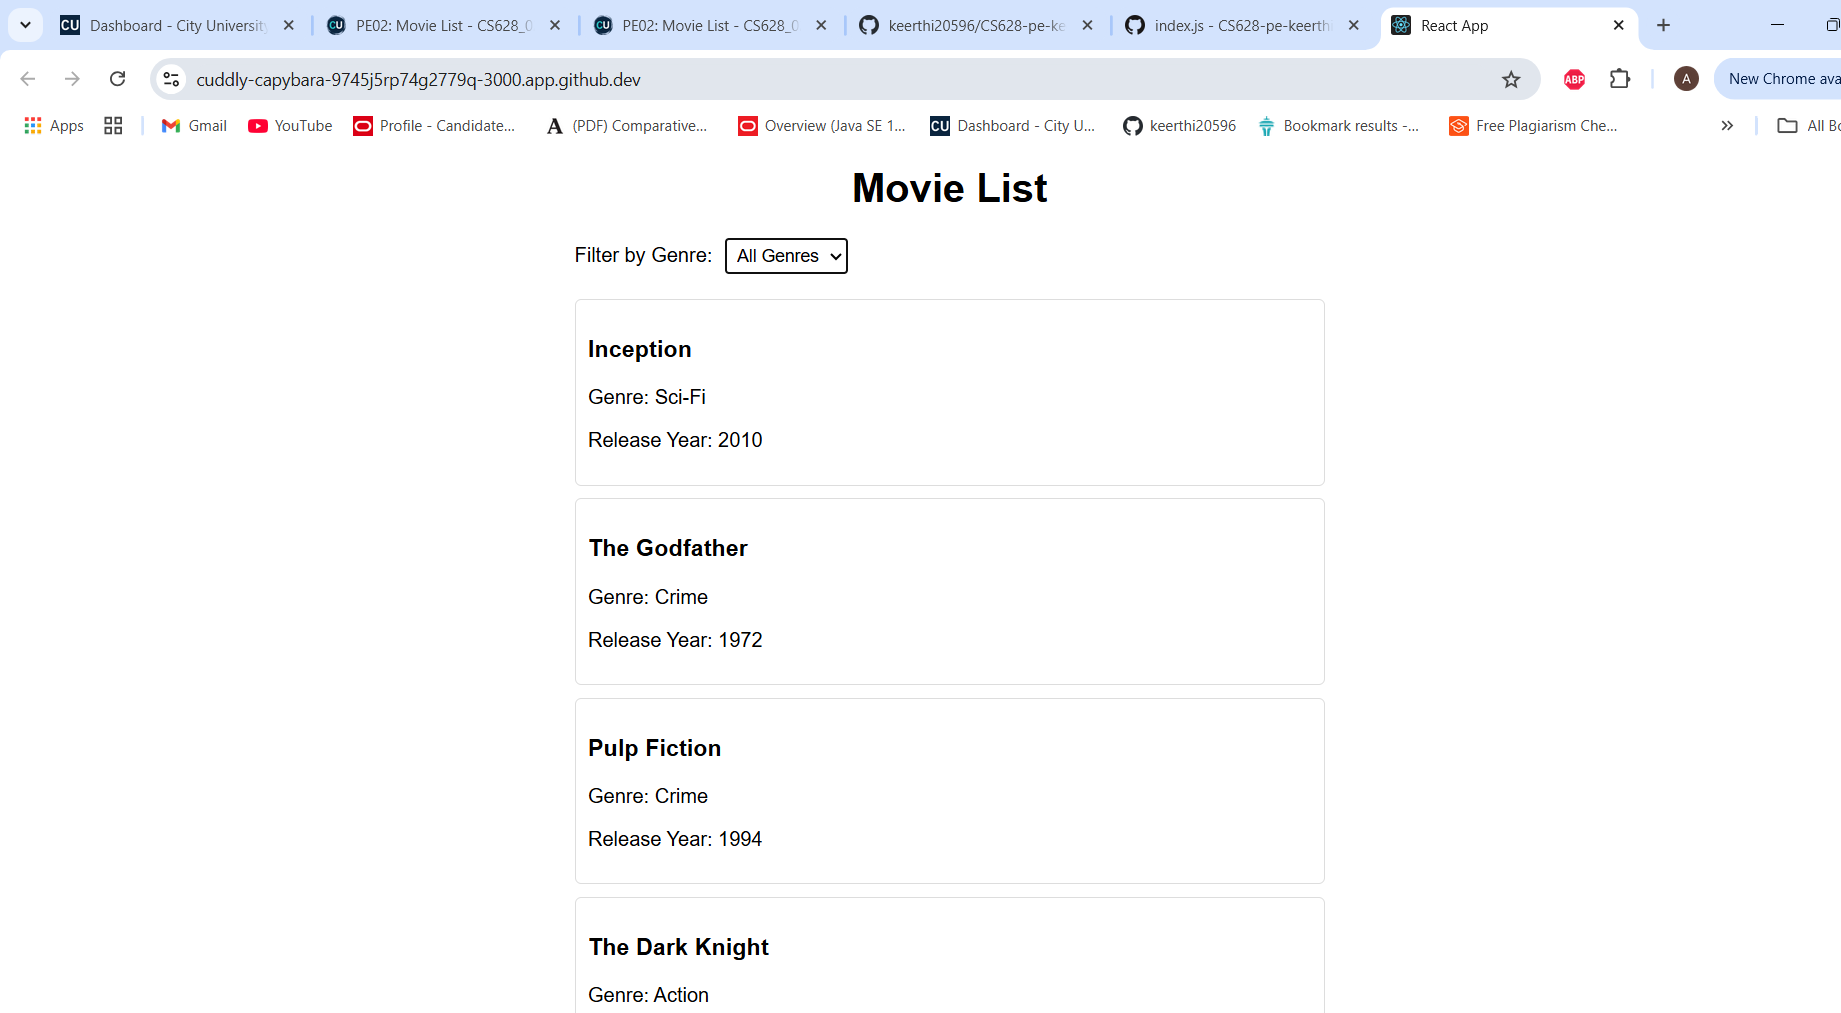 CU Dashboard - City University
CU PE02: Movie List - CS628_0
CU PE02: Movie List - CS628_0
keerthi20596/CS628-pe-ke
index.js - CS628-pe-keerthi
React App
cuddly-capybara-9745j5rp74g2779q-3000.app.github.dev
ABP
A
New Chrome ava
Apps
Gmail
YouTube
Profile - Candidate...
A (PDF) Comparative...
Overview (Java SE 1...
CU Dashboard - City U...
keerthi20596
Bookmark results -...
Free Plagiarism Che...
All Bo
Movie List
Filter by Genre: All Genres
Inception
Genre: Sci-Fi
Release Year: 2010
The Godfather
Genre: Crime
Release Year: 1972
Pulp Fiction
Genre: Crime
Release Year: 1994
The Dark Knight
Genre: Action